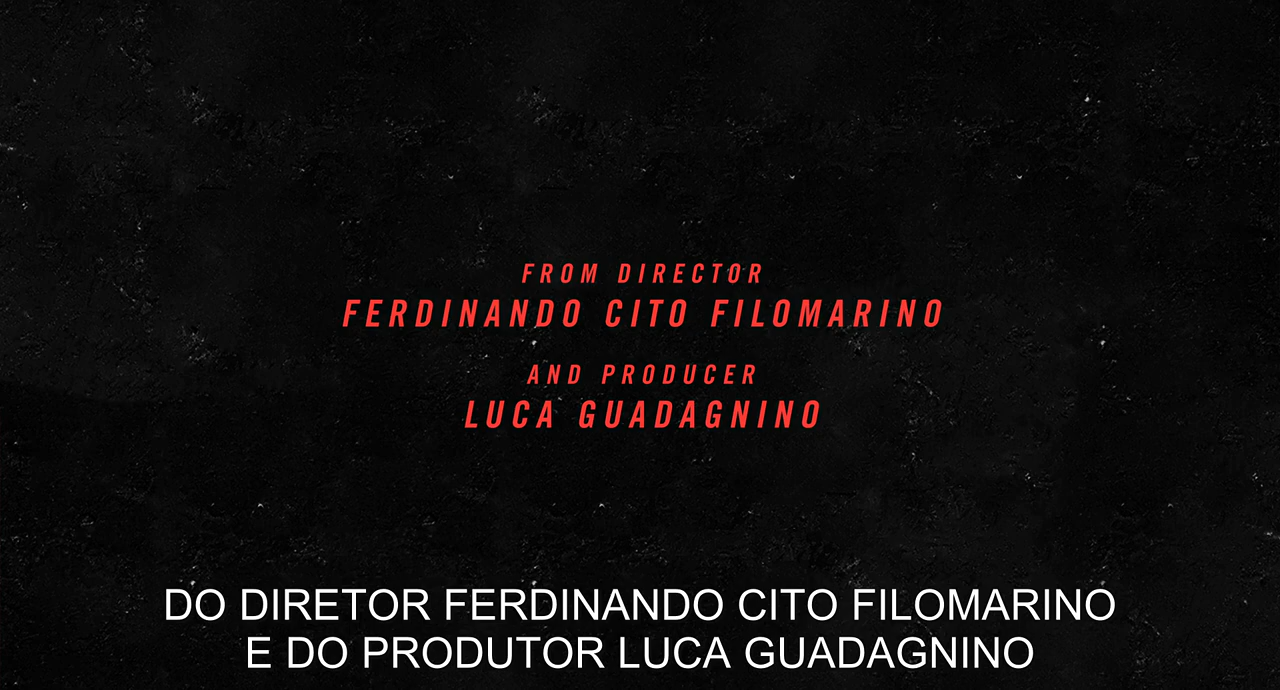 FROM DIRECTOR
FERDINANDO CITO FILOMARINO
AND PRODUCER
LUCA GUADAGNINO
DO DIRETOR FERDINANDO CITO FILOMARINO
E DO PRODUTOR LUCA GUADAGNINO